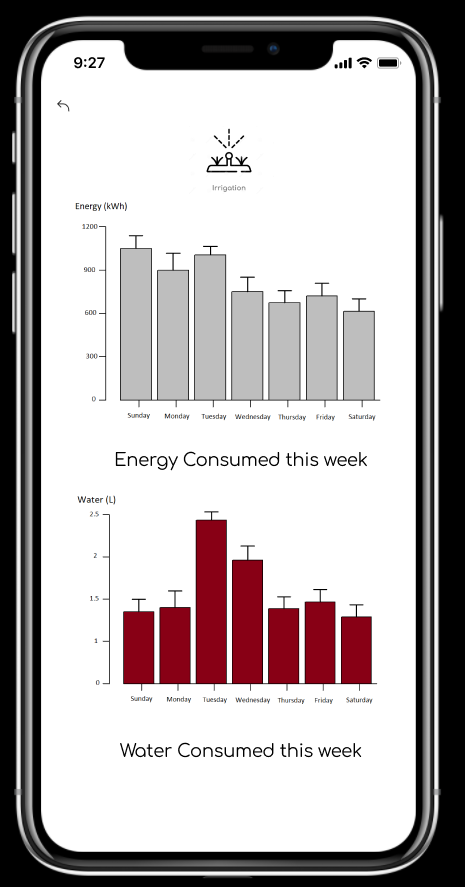 9:27
Irrigation
Energy (kWh)
1200
900
600
300
0
Sunday Monday Tuesday Wednesday Thursday Friday Saturday
Energy Consumed this week
Water (L)
2.5
2
1.5
1
0
Sunday Monday Tuesday Wednesday Thursday Friday Saturday
Water Consumed this week